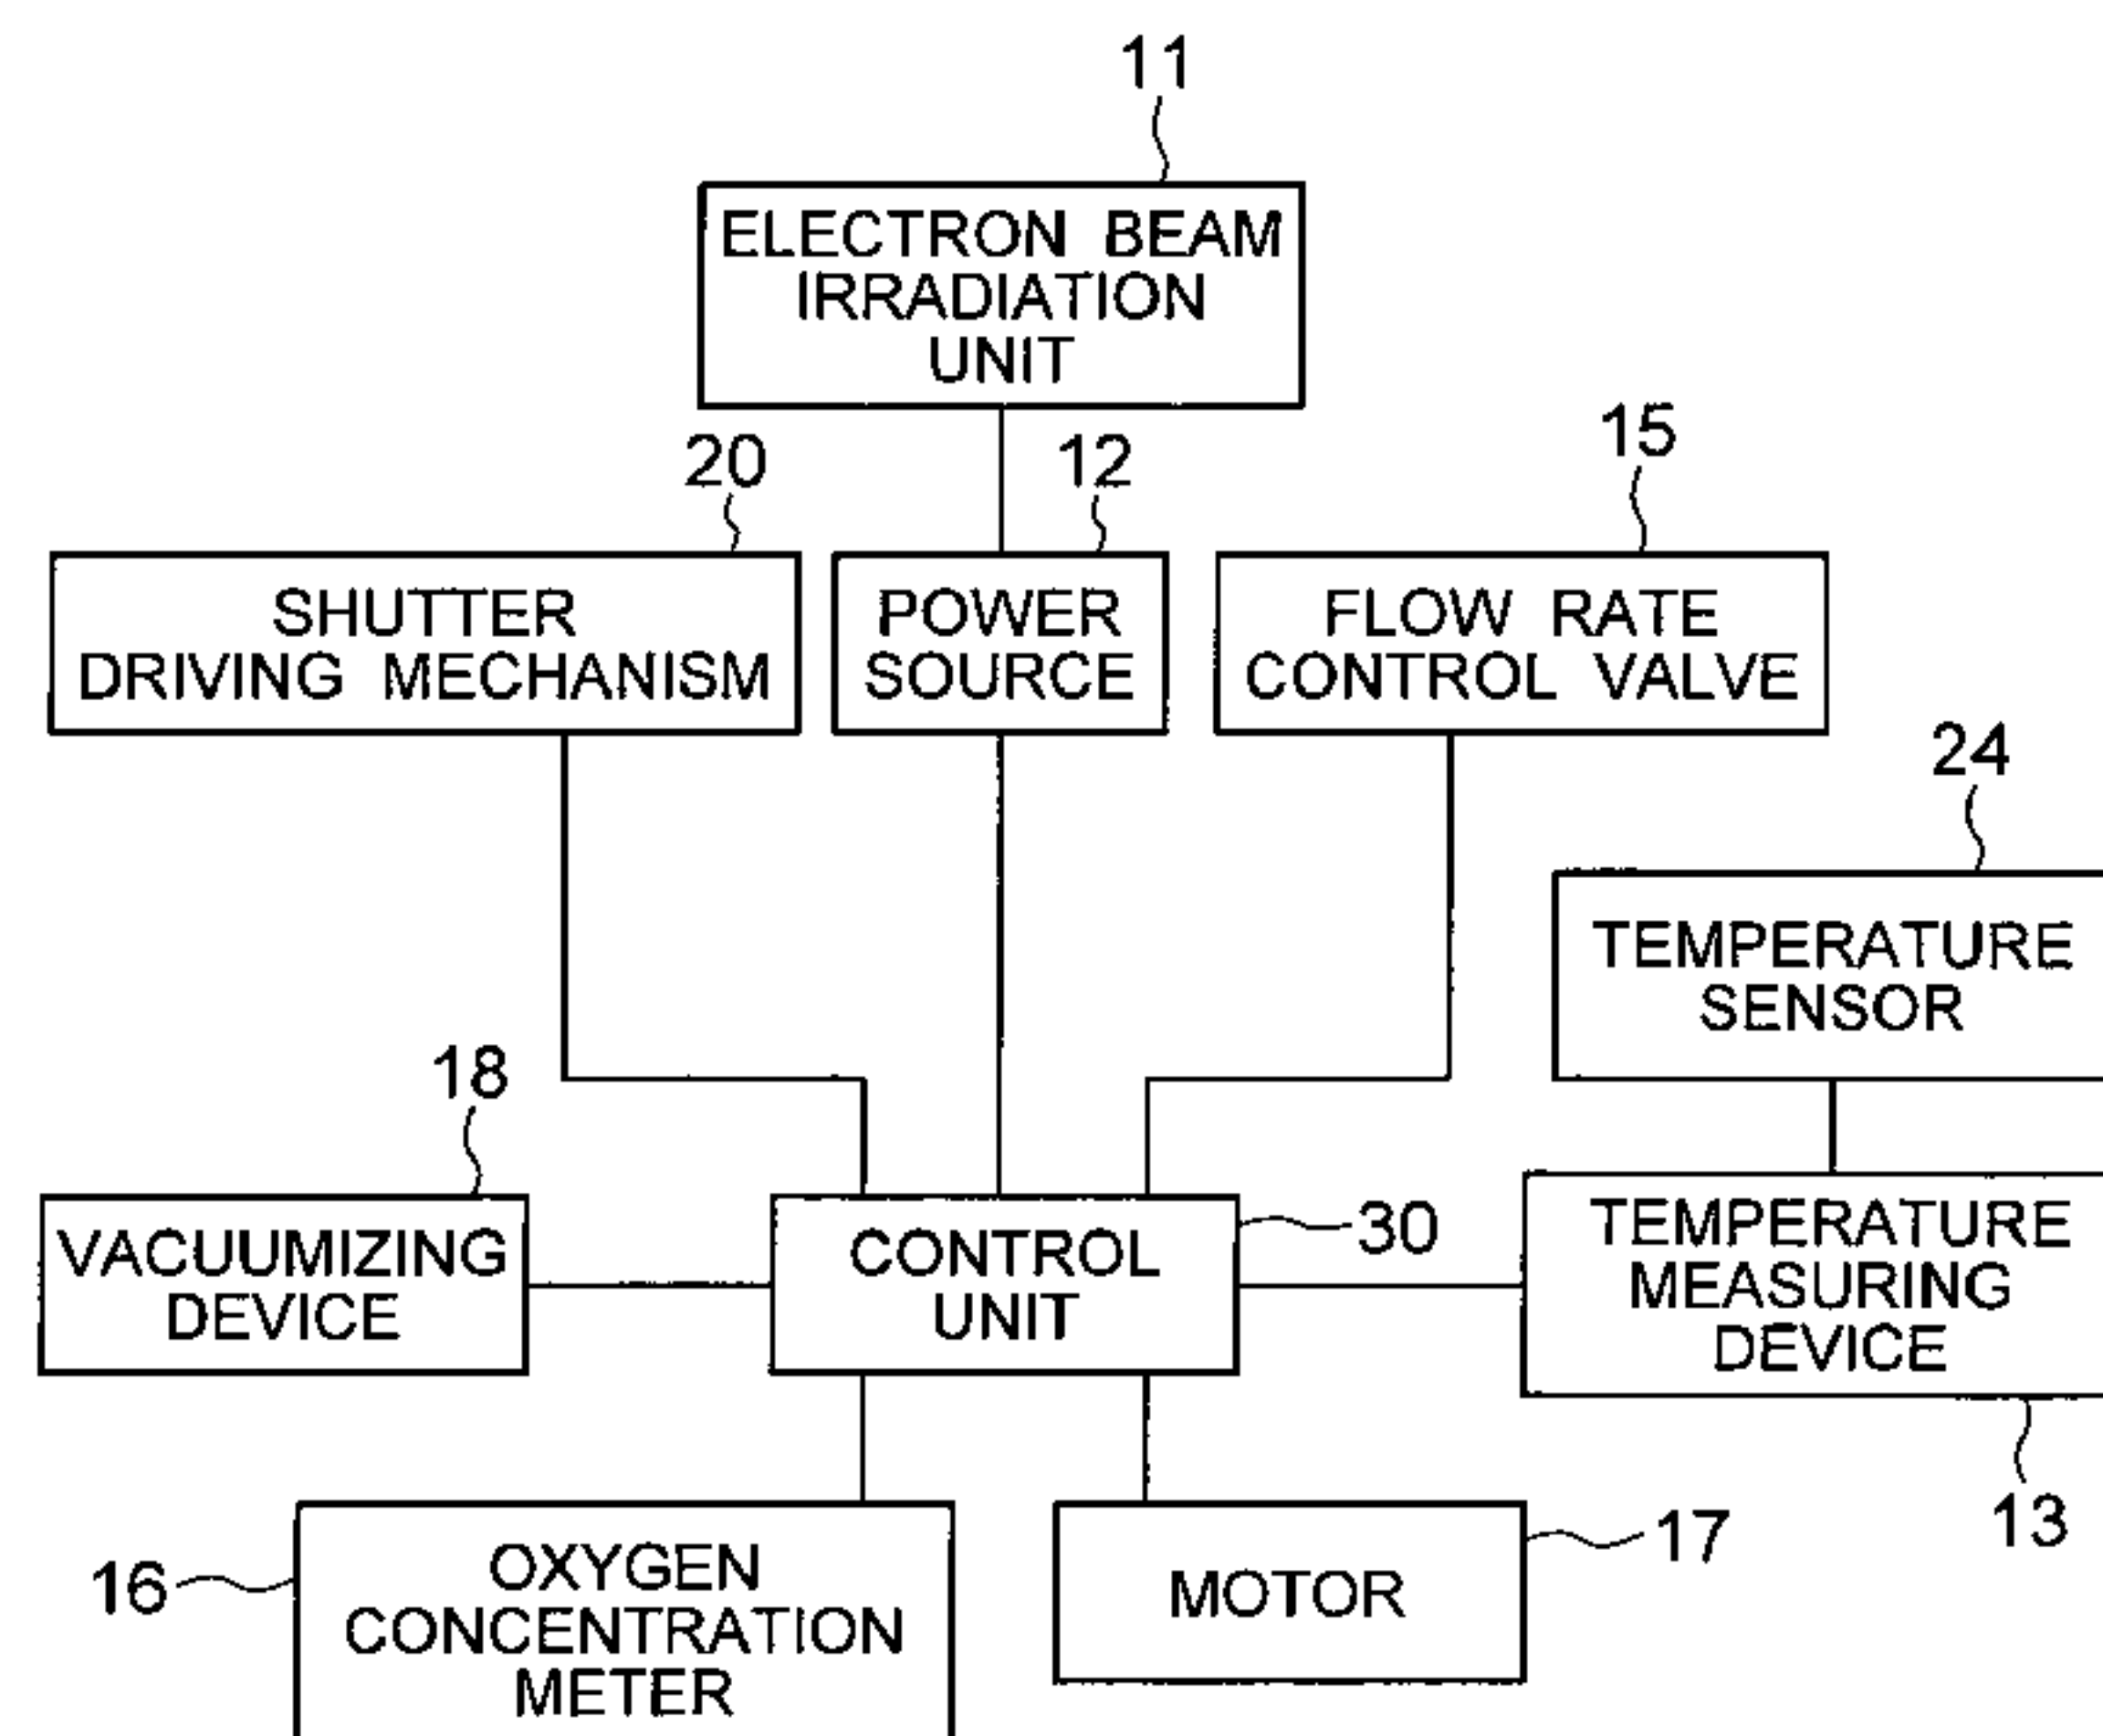 11
ELECTRON BEAM
IRRADIATION
UNIT
20
12
15
SHUTTER
DRIVING MECHANISM
POWER
SOURCE
FLOW RATE
CONTROL VALVE
24
TEMPERATURE
SENSOR
18
VACUUMIZING
DEVICE
CONTROL
UNIT
30
TEMPERATURE
MEASURING
DEVICE
13
16
OXYGEN
CONCENTRATION
METER
MOTOR
17